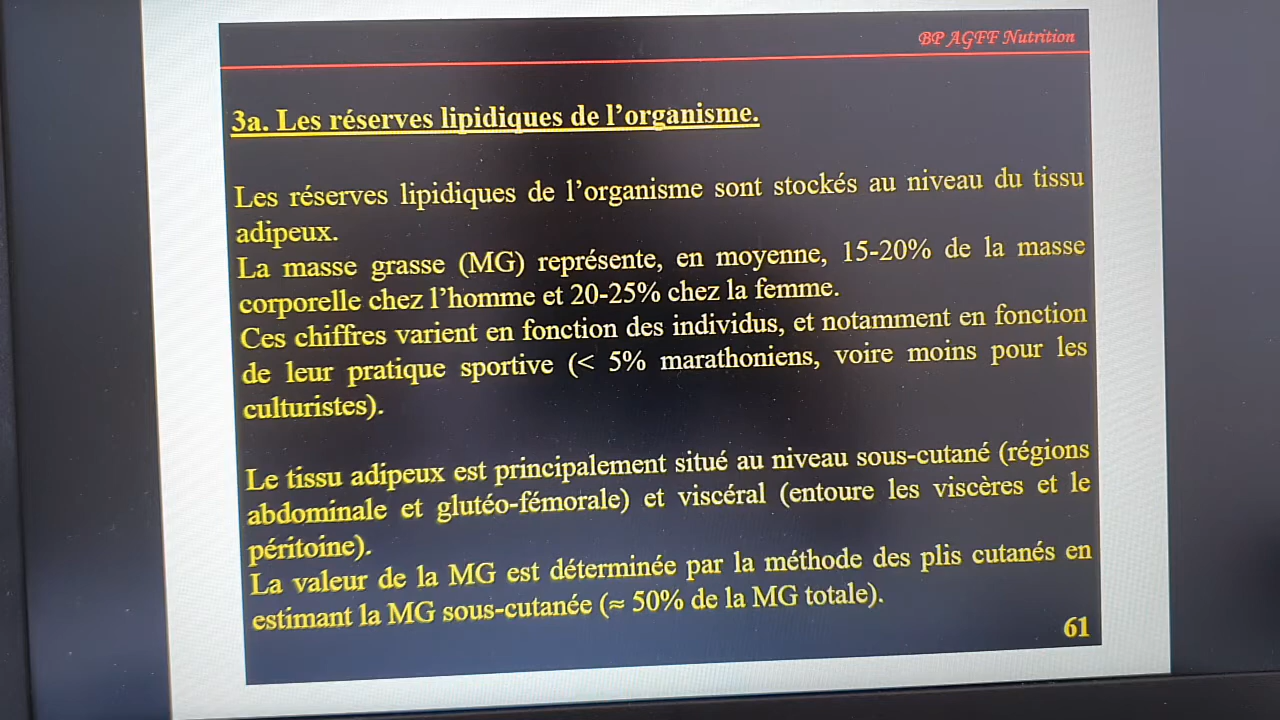 BP AGFF Nutrition
3a. Les réserves lipidiques de l’organisme.
Les réserves lipidiques de l’organisme sont stockés au niveau du tissu
adipeux.
La masse grasse (MG) représente, en moyenne, 15-20% de la masse
corporelle chez l’homme et 20-25% chez la femme.
Ces chiffres varient en fonction des individus, et notamment en fonction
de leur pratique sportive (< 5% marathoniens, voire moins pour les
culturistes).
Le tissu adipeux est principalement situé au niveau sous-cutané (régions
abdominale et glutéo-fémorale) et viscéral (entoure les viscères et le
péritoine).
La valeur de la MG est déterminée par la méthode des plis cutanés en
estimant la MG sous-cutanée (≈ 50% de la MG totale).
61